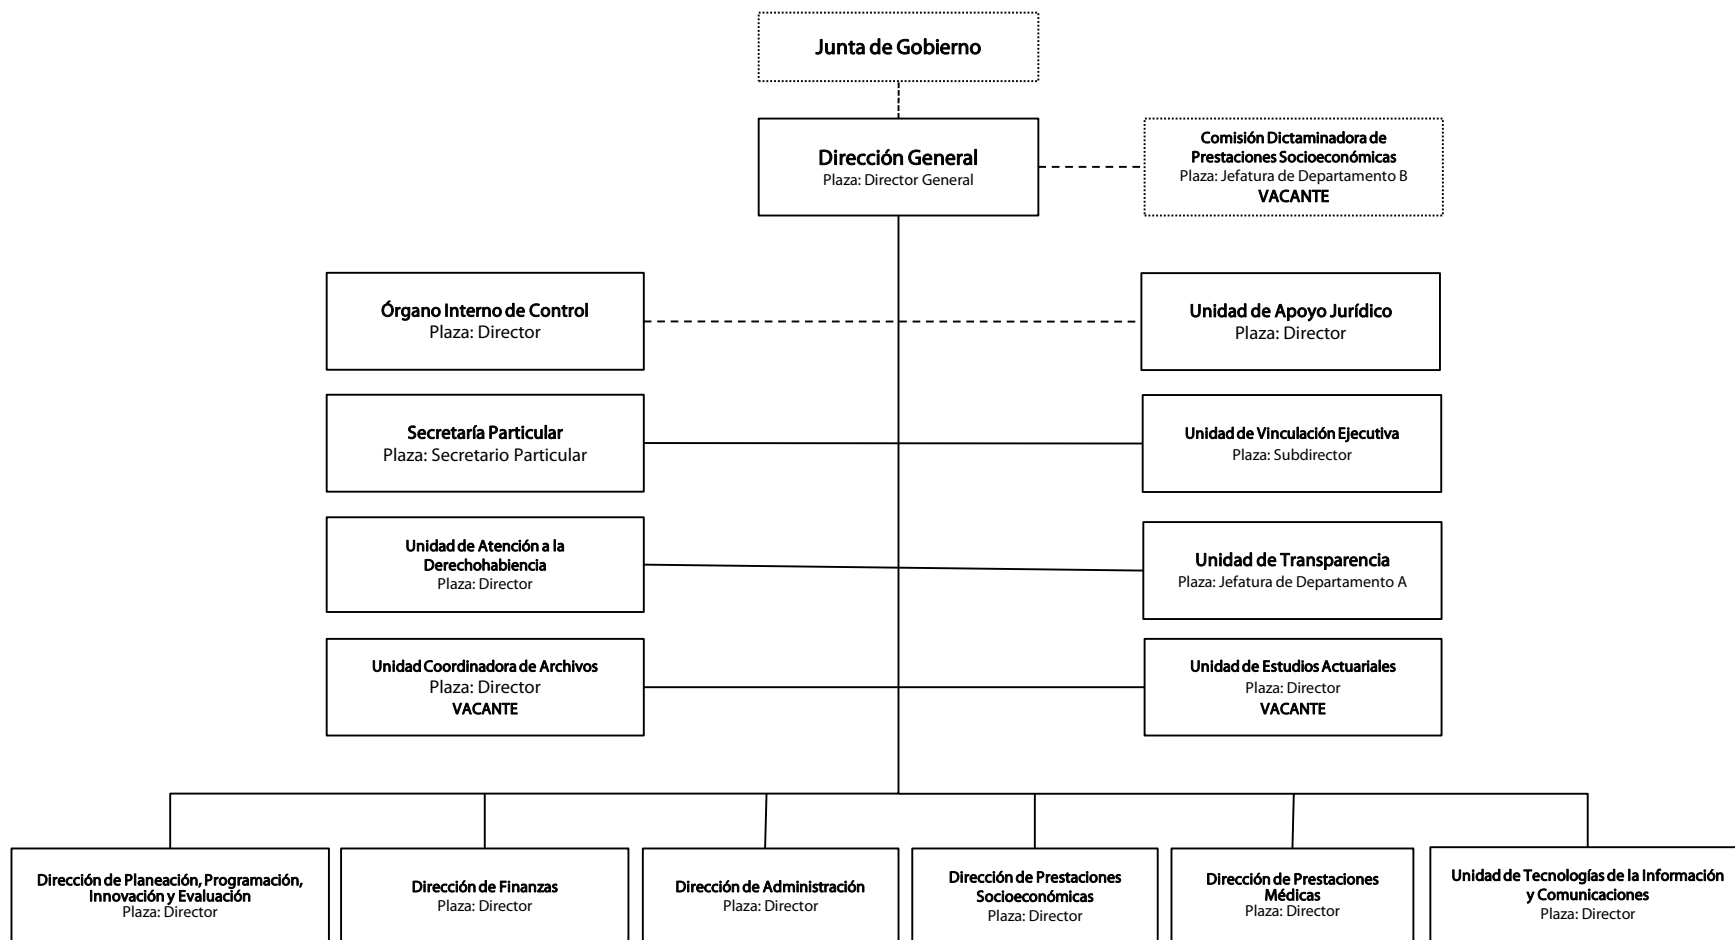 Junta de Gobierno
Dirección General
Plaza: Director General
Comisión Dictaminadora de
Prestaciones Socioeconómicas
Plaza: Jefatura de Departamento B
VACANTE
Órgano Interno de Control
Plaza: Director
Unidad de Apoyo Jurídico
Plaza: Director
Secretaría Particular
Plaza: Secretario Particular
Unidad de Vinculación Ejecutiva
Plaza: Subdirector
Unidad de Atención a la
Derechohabiencia
Plaza: Director
Unidad de Transparencia
Plaza: Jefatura de Departamento A
Unidad Coordinadora de Archivos
Plaza: Director
VACANTE
Unidad de Estudios Actuariales
Plaza: Director
VACANTE
Dirección de Planeación, Programación,
Innovación y Evaluación
Plaza: Director
Dirección de Finanzas
Plaza: Director
Dirección de Administración
Plaza: Director
Dirección de Prestaciones
Socioeconómicas
Plaza: Director
Dirección de Prestaciones
Médicas
Plaza: Director
Unidad de Tecnologías de la Información
y Comunicaciones
Plaza: Director